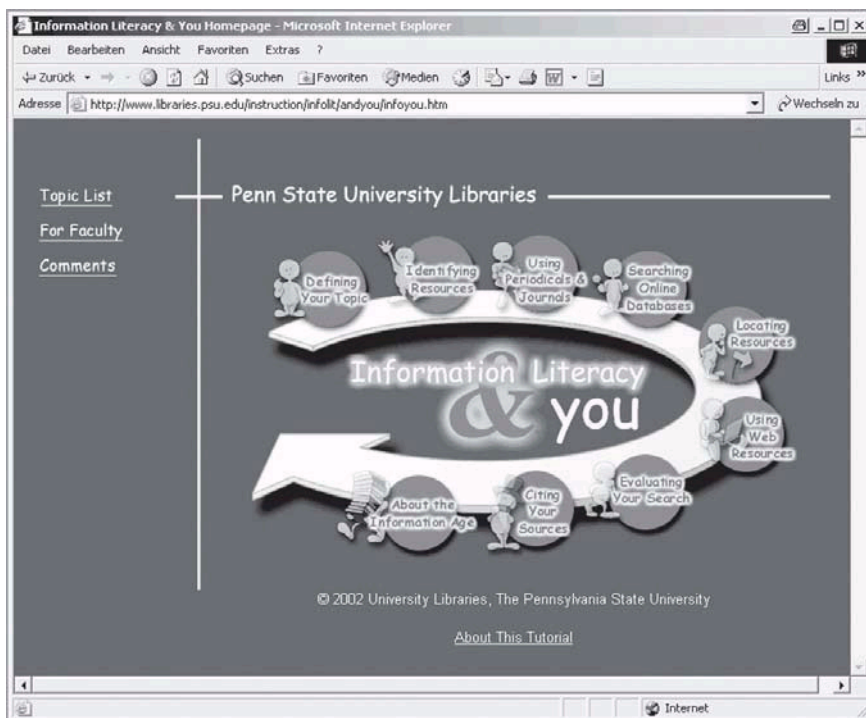 Information Literacy & You Homepage - Microsoft Internet Explorer
Datei Bearbeiten Ansicht Favoriten Extras ?
Zurück Suchen Favoriten Medien Links »
Adresse http://www.libraries.psu.edu/instruction/infolit/andyou/infoyou.htm Wechseln zu
Topic List
For Faculty
Comments
Penn State University Libraries
Defining
Your Topic
Identifying
Resources
Using
Periodicals &
Journals
Searching
Online
Databases
Locating
Resources
Using
Web
Resources
Evaluating
Your Search
Citing
Your
Sources
About the
Information Age
Information Literacy
& you
© 2002 University Libraries, The Pennsylvania State University
About This Tutorial
Internet